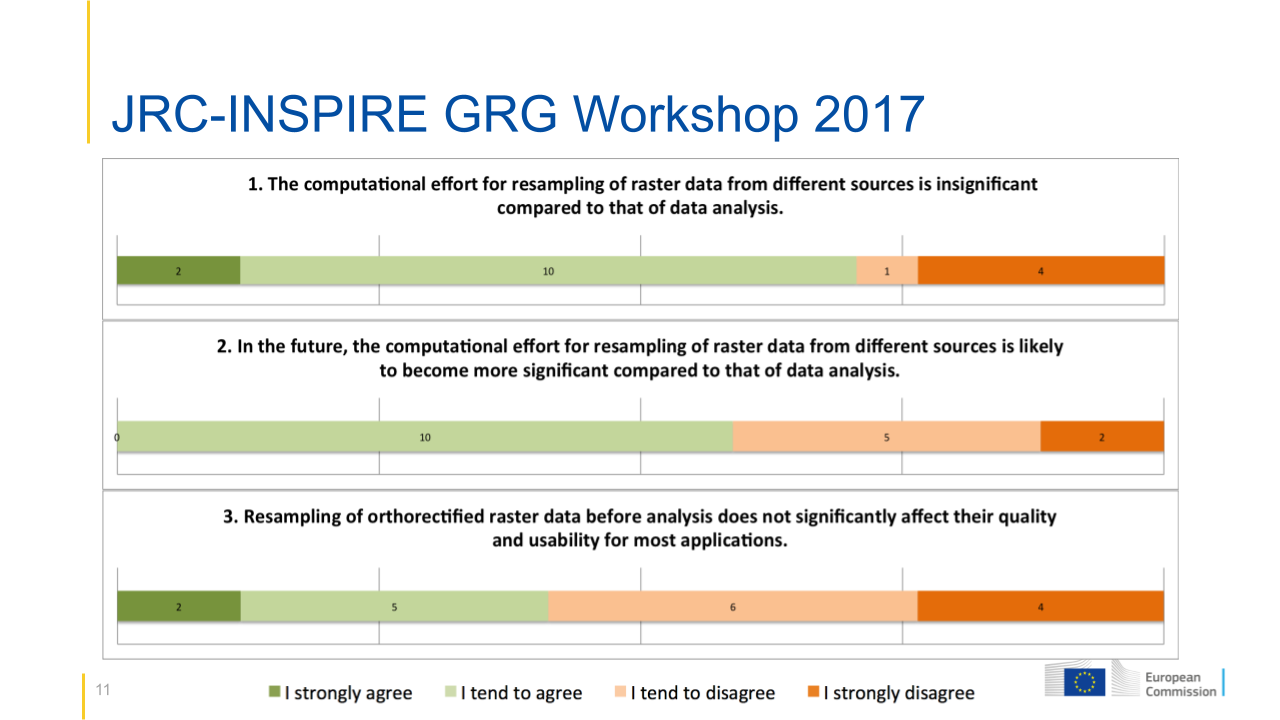 JRC-INSPIRE GRG Workshop 2017
1. The computational effort for resampling of raster data from different sources is insignificant
compared to that of data analysis.
2 10 1 4
2. In the future, the computational effort for resampling of raster data from different sources is likely
to become more significant compared to that of data analysis.
0 10 5 2
3. Resampling of orthorectified raster data before analysis does not significantly affect their quality
and usability for most applications.
2 5 6 4
11
I strongly agree I tend to agree I tend to disagree I strongly disagree
European
Commission